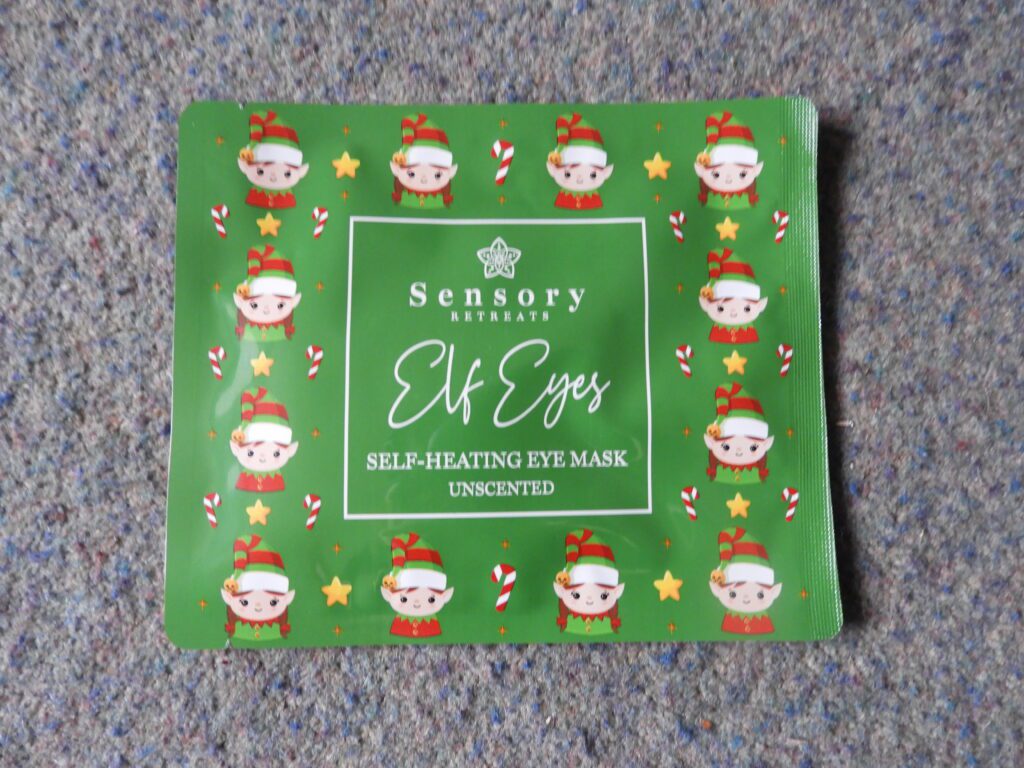 Sensory
RETREATS
Elf Eyes
SELF-HEATING EYE MASK
UNSCENTED